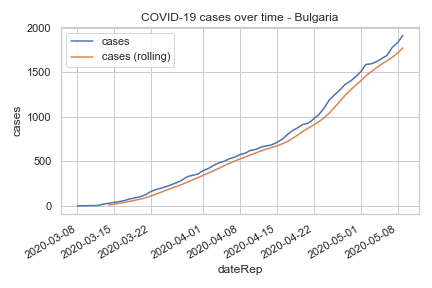 COVID-19 cases over time - Bulgaria
cases
cases (rolling)
2000
1500
1000
500
0
cases
2020-03-08
2020-03-15
2020-03-22
2020-04-01
2020-04-08
2020-04-15
2020-04-22
2020-05-01
2020-05-08
dateRep